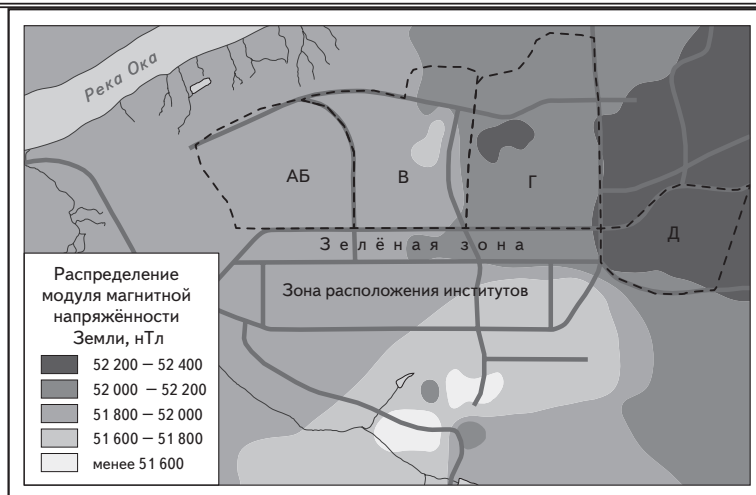 Река Ока
АБ
В
Г
Д
Зелёная зона
Зона расположения институтов
Распределение
модуля магнитной
напряжённости
Земли, нТл
52 200 – 52 400
52 000 – 52 200
51 800 – 52 000
51 600 – 51 800
менее 51 600